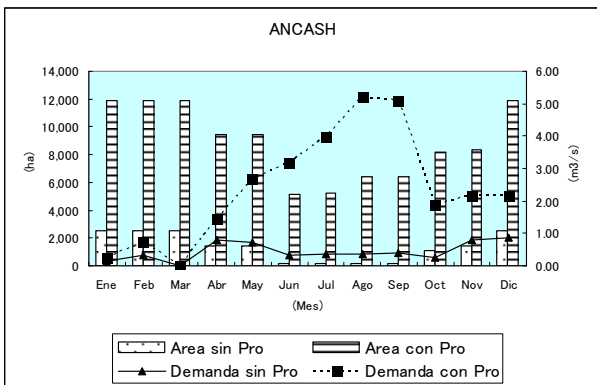 ANCASH
14,000
12,000
10,000
8,000
6,000
4,000
2,000
0
(ha)
6.00
5.00
4.00
3.00
2.00
1.00
0.00
(m3/s)
Ene Feb Mar Abr May Jun Jul Ago Sep Oct Nov Dic
(Mes)
Area sin Pro Area con Pro
Demanda sin Pro Demanda con Pro